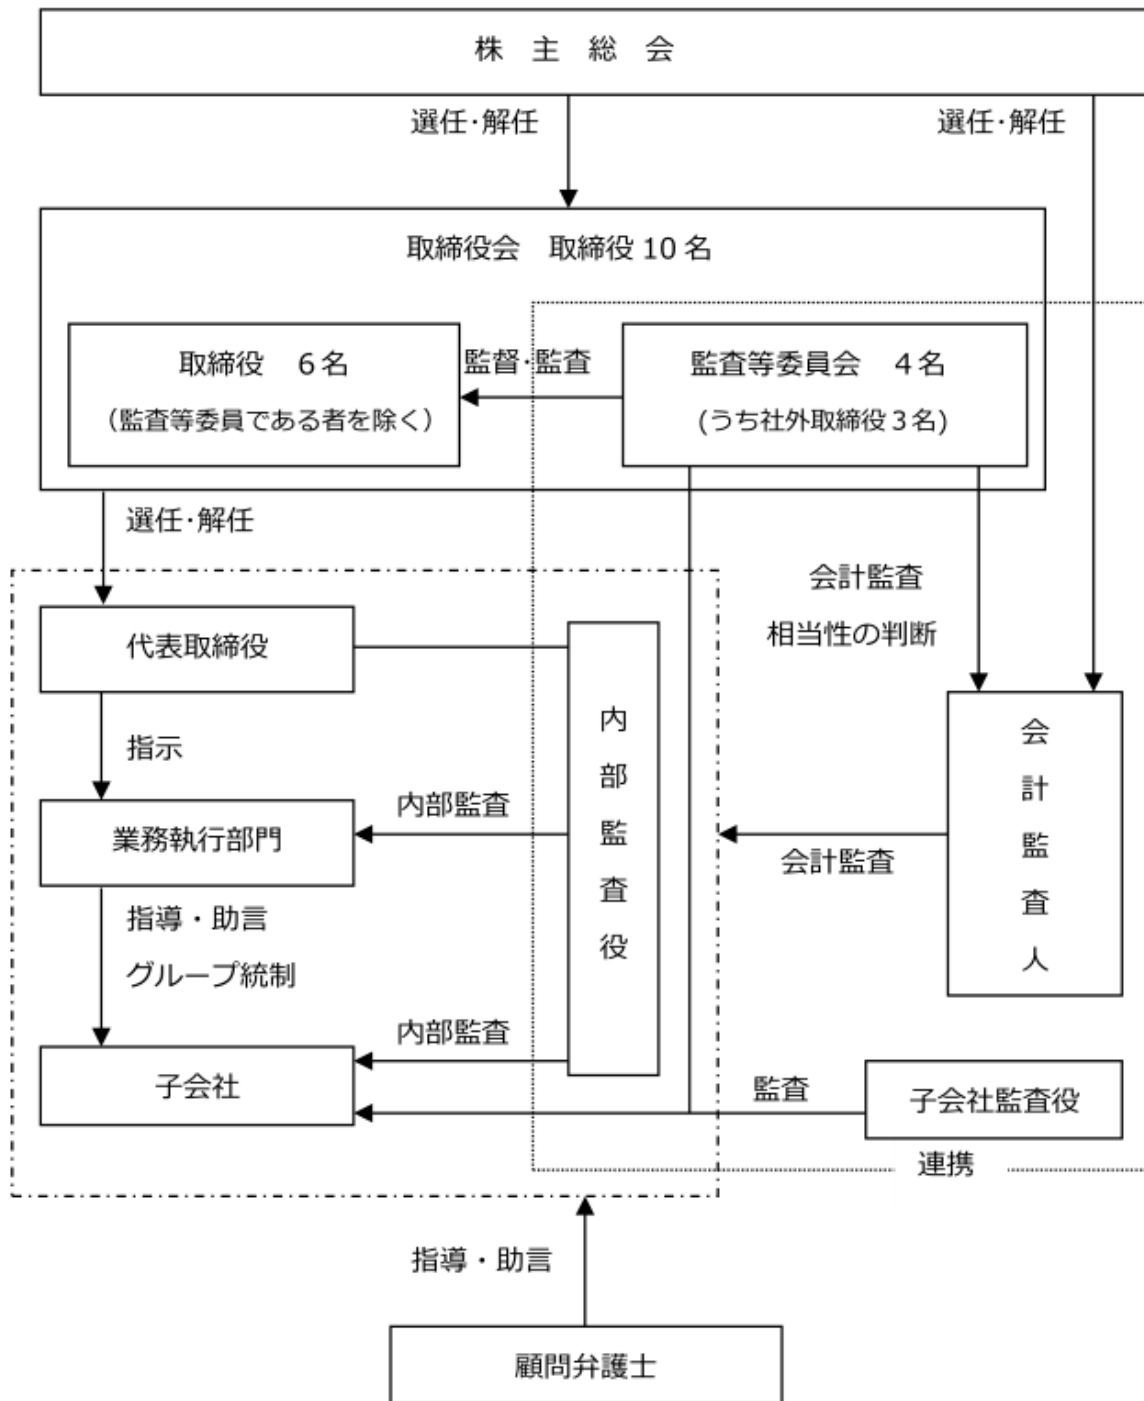 株 主 総 会
選任･解任
選任･解任
取締役会　取締役 10 名
取締役　６名
（監査等委員である者を除く）
監督･監査
監査等委員会　４名
(うち社外取締役３名)
選任･解任
会計監査
相当性の判断
代表取締役
指示
内部監査役
会計監査人
内部監査
業務執行部門
会計監査
指導・助言
グループ統制
内部監査
子会社
監査
子会社監査役
連携
指導・助言
顧問弁護士